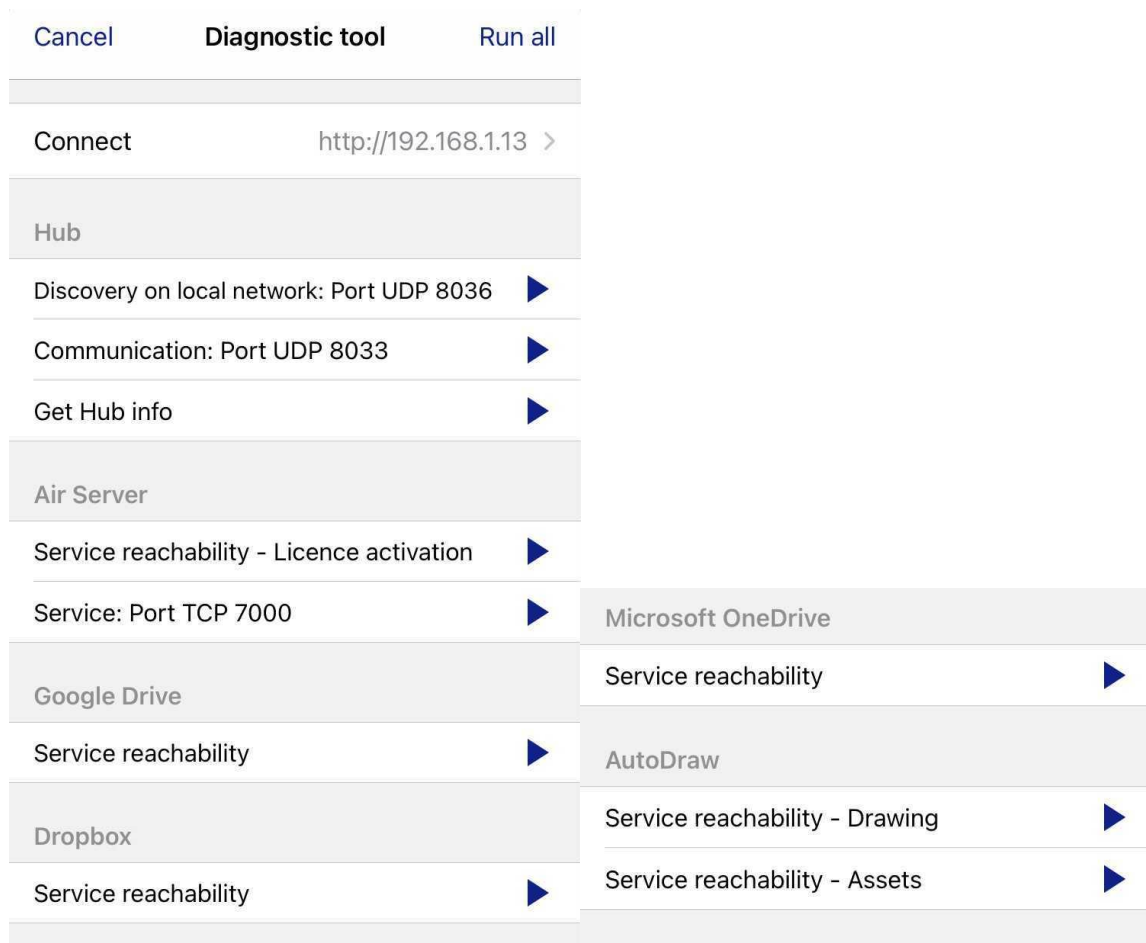 Cancel Diagnostic tool Run all
Connect http://192.168.1.13
Hub
Discovery on local network: Port UDP 8036
Communication: Port UDP 8033
Get Hub info
Air Server
Service reachability - Licence activation
Service: Port TCP 7000
Google Drive
Service reachability
Dropbox
Service reachability
Microsoft OneDrive
Service reachability
AutoDraw
Service reachability - Drawing
Service reachability - Assets